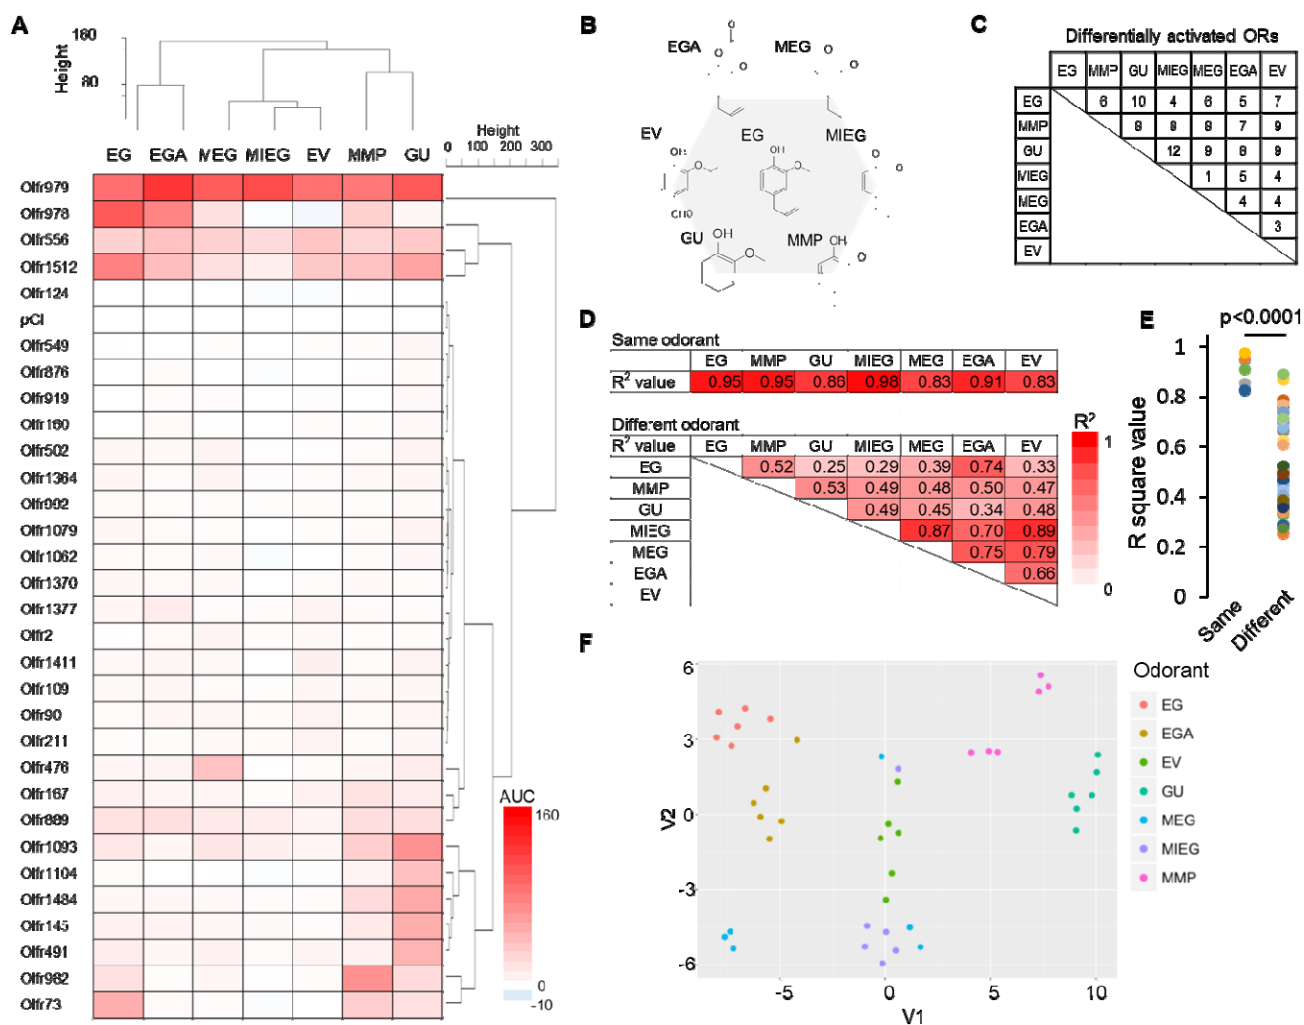 A
160
80
Height
EG EGA MEG MIEG EV MMP GU
Height
0 100 200 300
Olfr979
Olfr978
Olfr556
Olfr1512
Olfr124
pCI
Olfr549
Olfr876
Olfr919
Olfr160
Olfr502
Olfr1364
Olfr992
Olfr1079
Olfr1062
Olfr1370
Olfr1377
Olfr2
Olfr1411
Olfr109
Olfr90
Olfr211
Olfr476
Olfr167
Olfr889
Olfr1093
Olfr1104
Olfr1484
Olfr145
Olfr491
Olfr982
Olfr73
AUC
160
0
-10
B
EGA
MEG
EV
EG
MIEG
GU
MMP
OH
O
CHO
C
Differentially activated ORs
EG MMP GU MIEG MEG EGA EV
EG 6 10 4 6 5 7
MMP 8 8 8 7 9
GU 12 9 8 9
MIEG 1 5 4
MEG 4 4
EGA 3
EV
D
Same odorant
EG MMP GU MIEG MEG EGA EV
R² value 0.95 0.95 0.86 0.98 0.83 0.91 0.83
Different odorant
R² value EG MMP GU MIEG MEG EGA EV
EG 0.52 0.25 0.29 0.39 0.74 0.33
MMP 0.53 0.49 0.48 0.50 0.47
GU 0.49 0.45 0.34 0.48
MIEG 0.87 0.70 0.89
MEG 0.75 0.79
EGA 0.66
EV
R²
1
0
E
p<0.0001
R square value
1
0.8
0.6
0.4
0.2
0
Same
Different
F
V2
6
3
0
-3
-6
-5 0 5 10
V1
Odorant
EG
EGA
EV
GU
MEG
MIEG
MMP